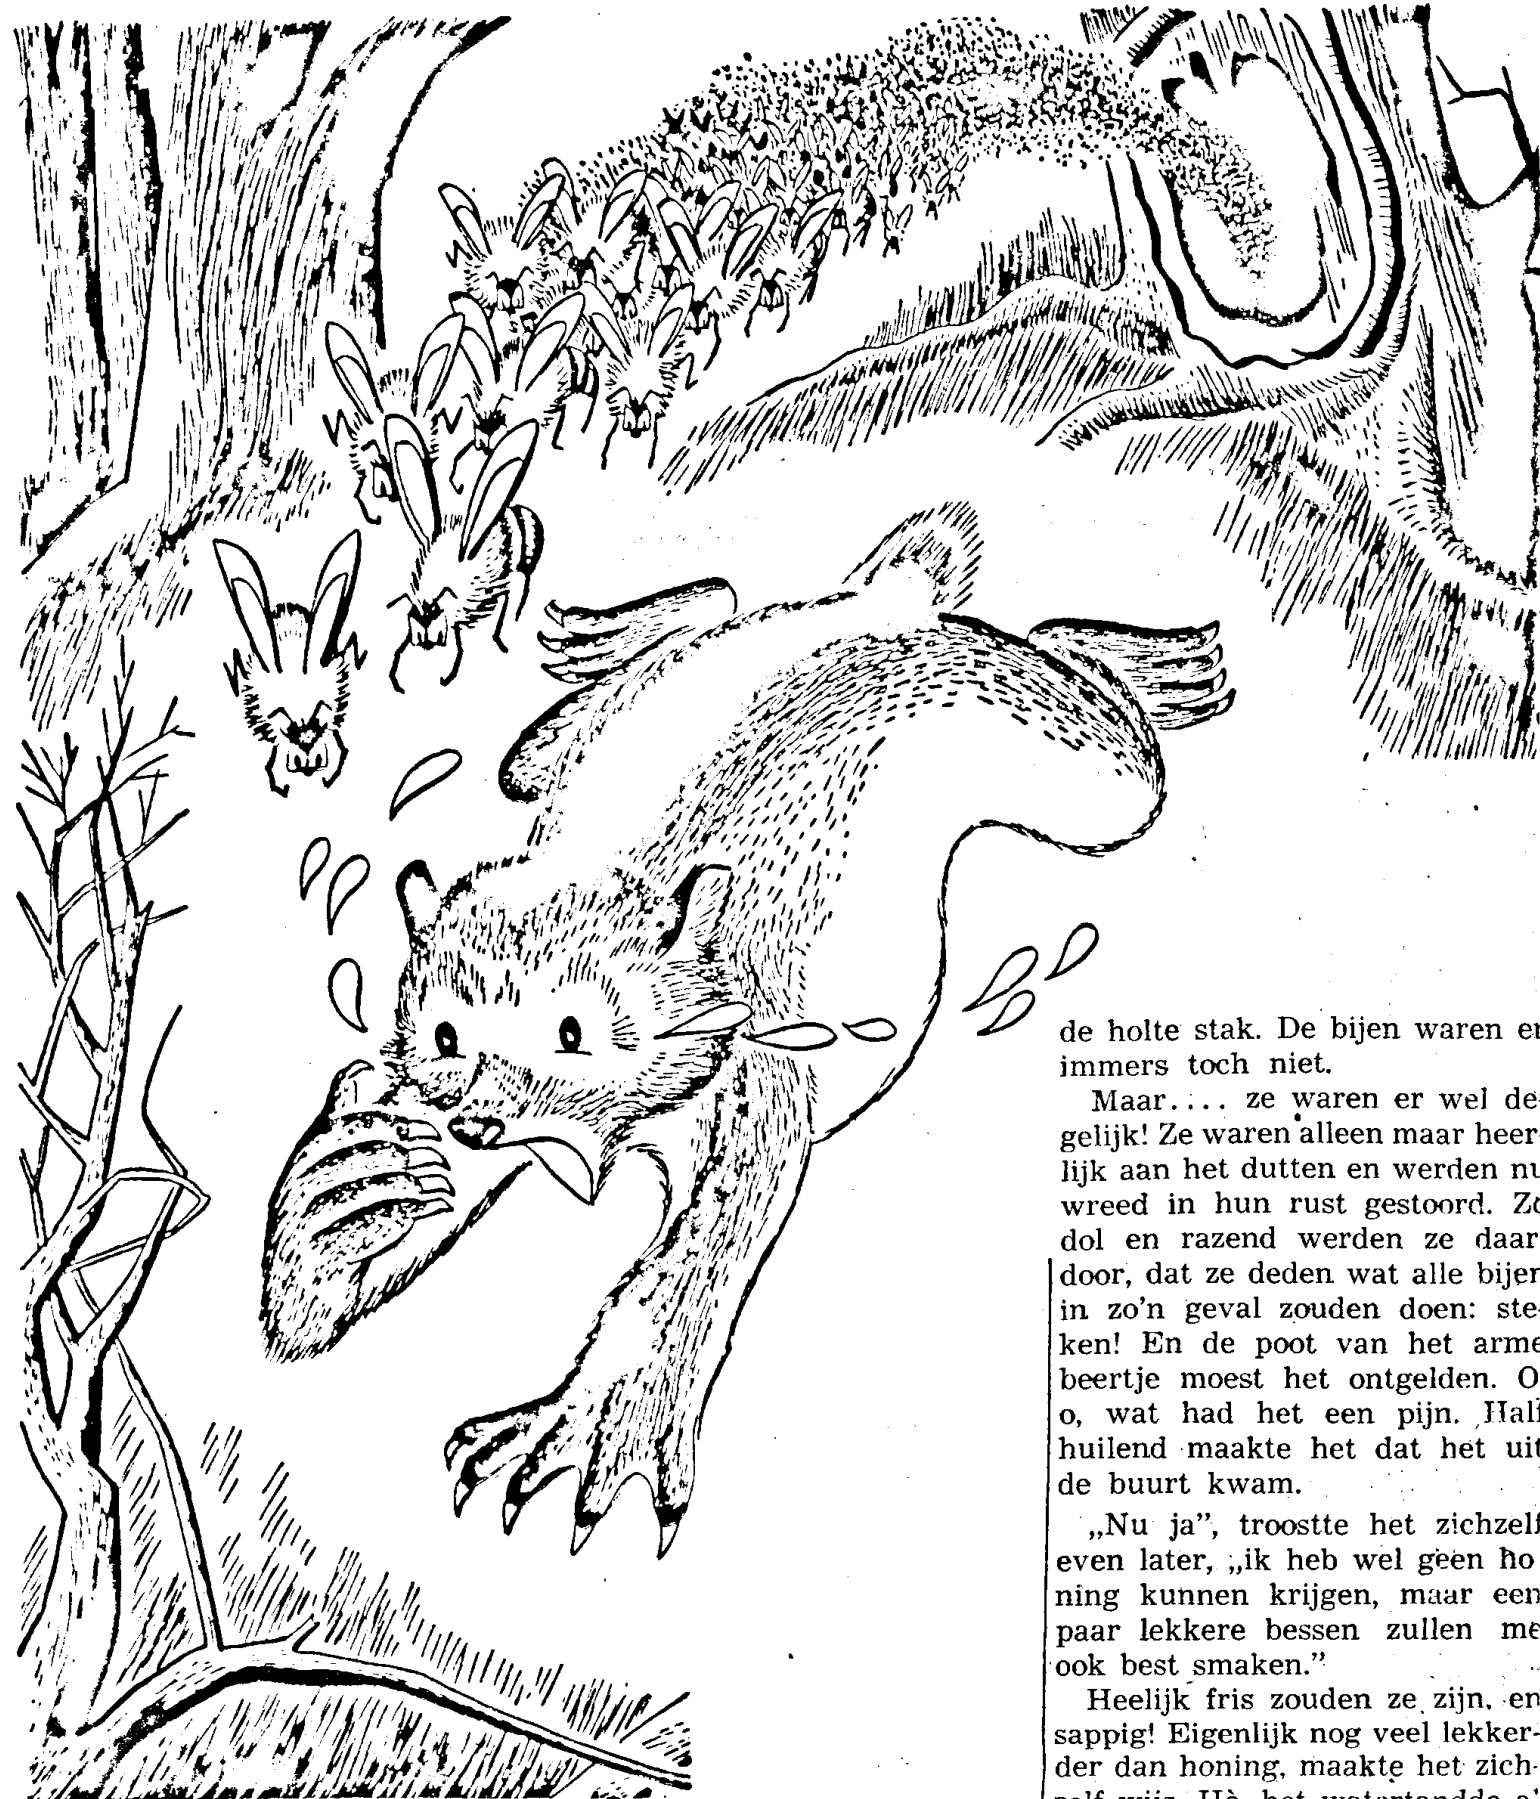 de holte stak. De bijen waren er
immers toch niet.
Maar.... ze waren er wel de-
gelijk! Ze waren alleen maar heer-
lijk aan het dutten en werden nu
wreed in hun rust gestoord. Zo
dol en razend werden ze daar-
door, dat ze deden wat alle bijen
in zo'n geval zouden doen: ste-
ken! En de poot van het arme
beertje moest het ontgelden. O,
o, wat had het een pijn. Half
huilend maakte het dat het uit
de buurt kwam.
„Nu ja”, troostte het zichzelf
even later, „ik heb wel geen ho-
ning kunnen krijgen, maar een
paar lekkere bessen zullen me
ook best smaken.”
Heelijk fris zouden ze zijn, en
sappig! Eigenlijk nog veel lekker-
der dan honing, maakte het zich-